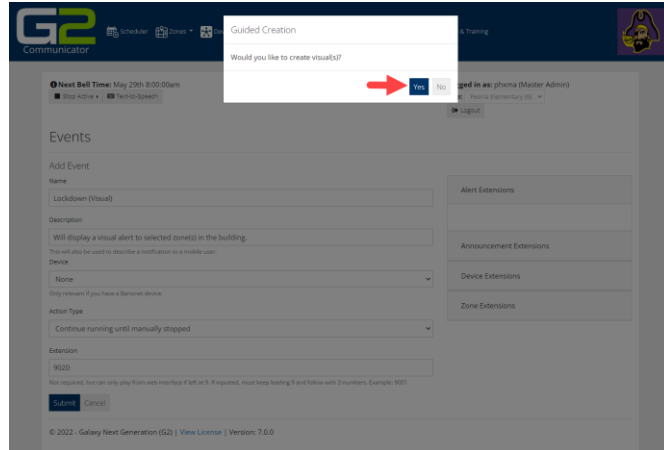 G2
Communicator
Scheduler
Zones
& Training
Guided Creation
Would you like to create visual(s)?
Yes
No
Next Bell Time: May 29th 8:00:00am
Stop Active
Text-to-Speech
ged in as: phxma (Master Admin)
Peoria Elementary (6)
Logout
Events
Add Event
Name
Lockdown (Visual)
Description
Will display a visual alert to selected zone(s) in the building.
This will also be used to describe a notification to a mobile user.
Device
None
Only relevant if you have a Barionet device.
Action Type
Continue running until manually stopped
Extension
9020
Not required, but can only play from web interface if left at 9. If inputted, must keep leading 9 and follow with 3 numbers. Example: 9001
Submit
Cancel
Alert Extensions
Announcement Extensions
Device Extensions
Zone Extensions
© 2022 - Galaxy Next Generation (G2) | View License | Version: 7.0.0